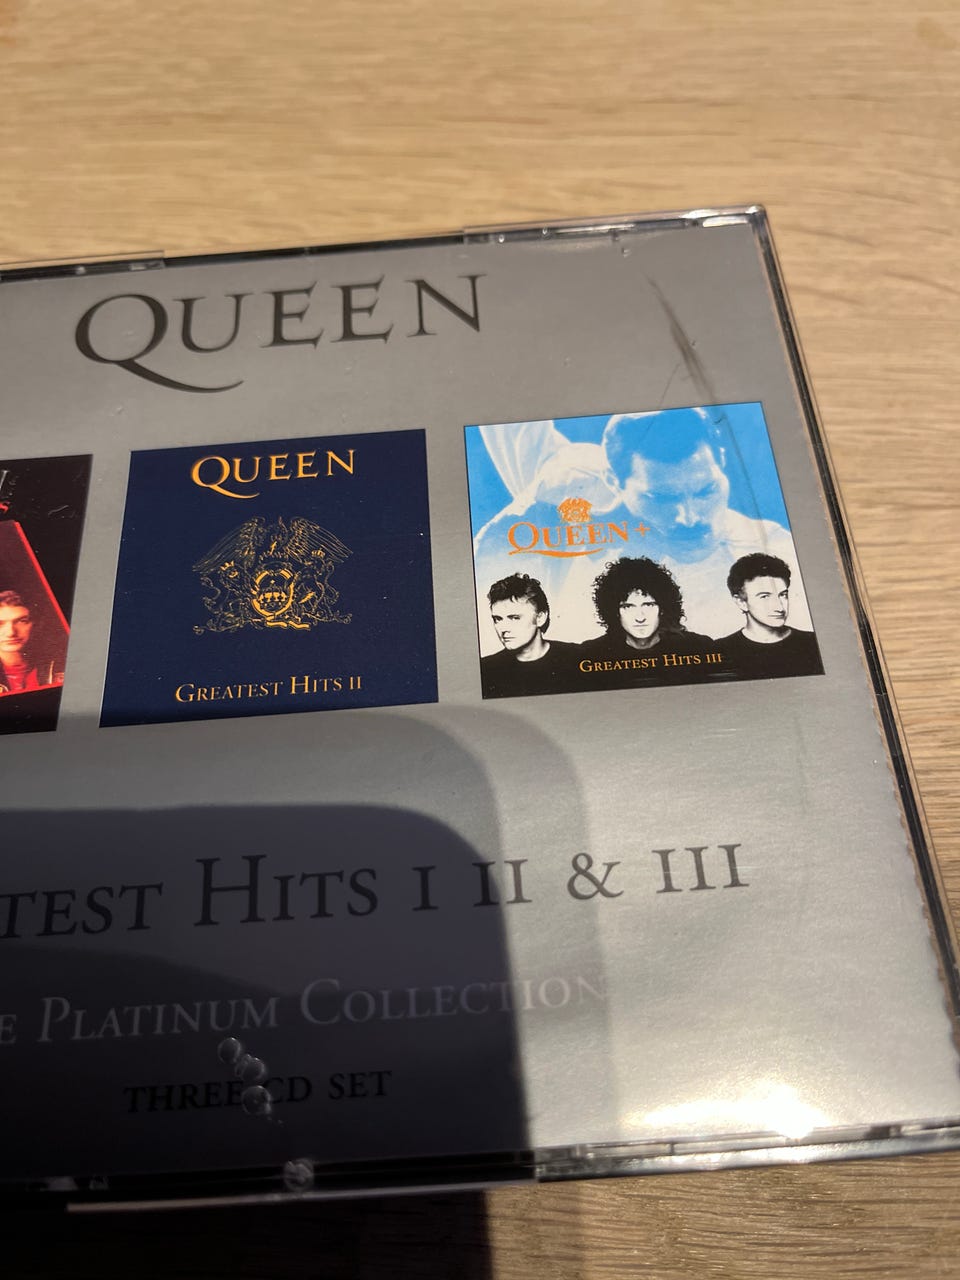 QUEEN
QUEEN
GREATEST HITS II
QUEEN+
GREATEST HITS III
TEST HITS I II & III
E PLATINUM COLLECTION
THREE CD SET